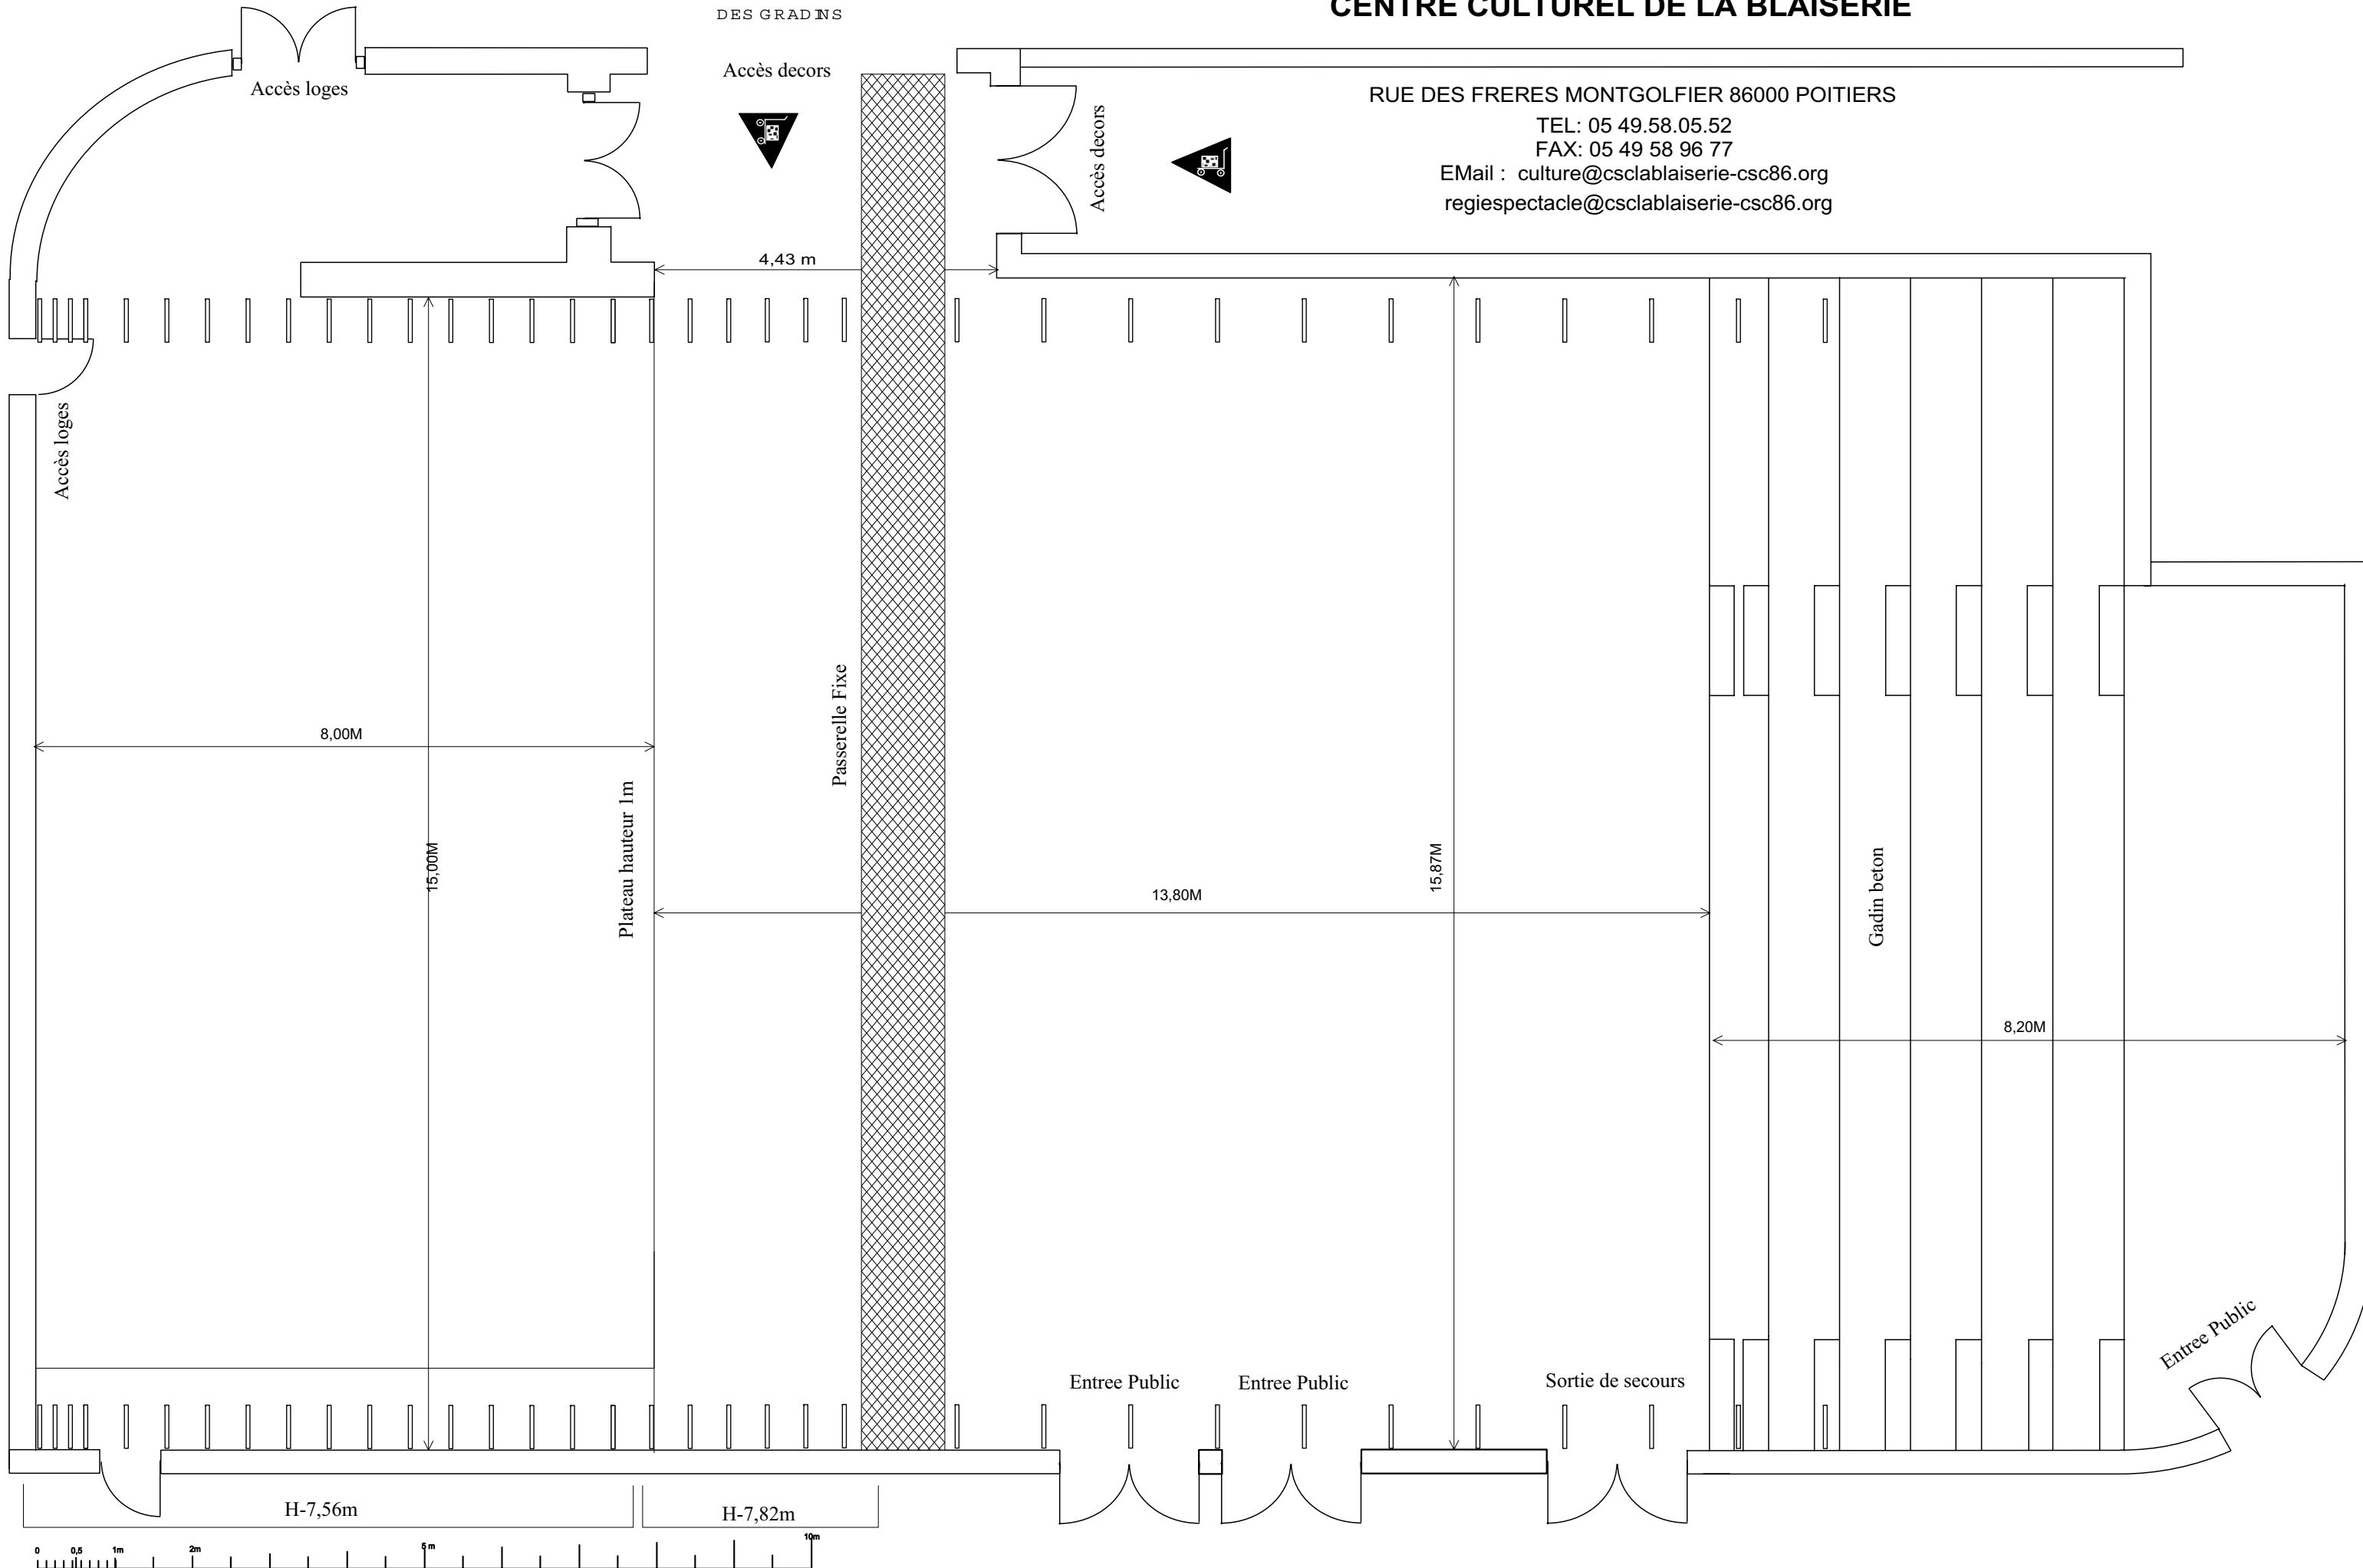 DES GRADINS
CENTRE CULTUREL DE LA BLAISERIE
Accès loges
Accès decors
Accès decors
RUE DES FRERES MONTGOLFIER 86000 POITIERS
TEL: 05 49.58.05.52
FAX: 05 49 58 96 77
EMail : culture@csclablaiserie-csc86.org
regiespectacle@csclablaiserie-csc86.org
4,43 m
Accès loges
8,00M
Passerelle Fixe
Plateau hauteur 1m
15,00M
13,80M
15,87M
Gadin beton
8,20M
Entree Public
Entree Public
Entree Public
Sortie de secours
H-7,56m
H-7,82m
0 0,5 1m 2m 5 m 10m